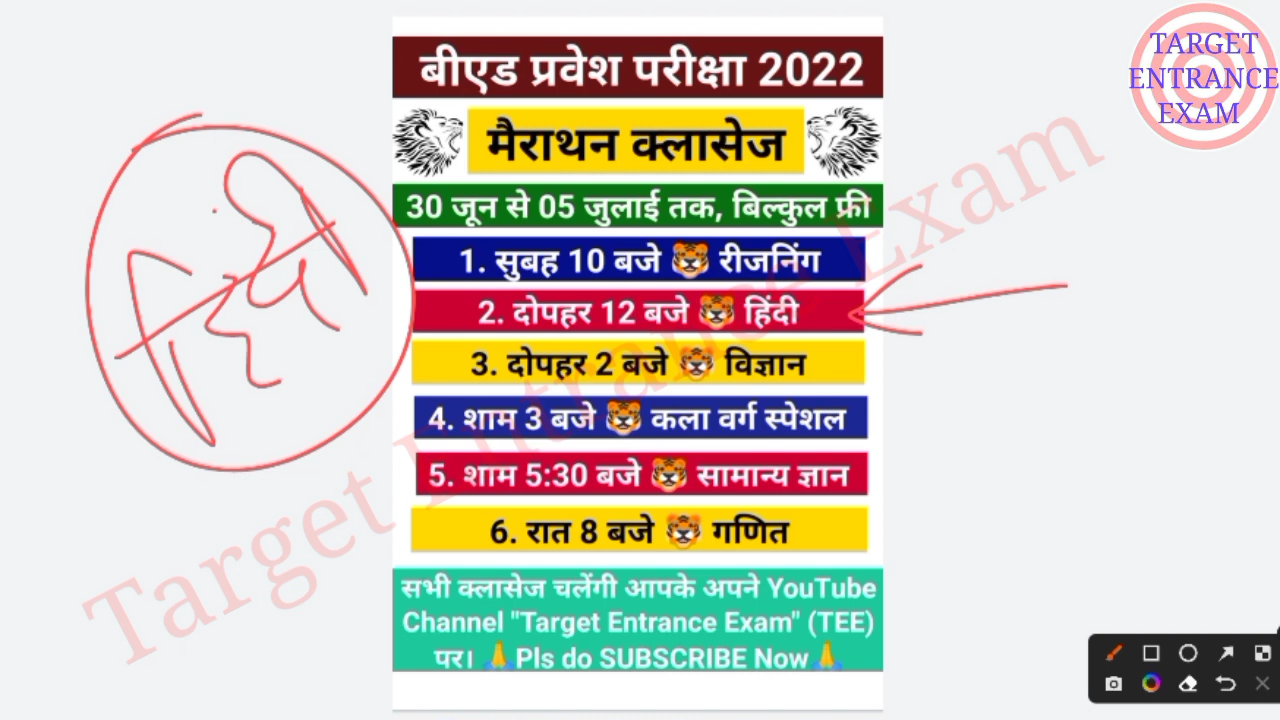 बीएड प्रवेश परीक्षा 2022
मैराथन क्लासेज
30 जून से 05 जुलाई तक, बिल्कुल फ्री
1. सुबह 10 बजे 🐯 रीजनिंग
2. दोपहर 12 बजे 🐯 हिंदी
3. दोपहर 2 बजे 🐯 विज्ञान
4. शाम 3 बजे 🐯 कला वर्ग स्पेशल
5. शाम 5:30 बजे 🐯 सामान्य ज्ञान
6. रात 8 बजे 🐯 गणित
सभी क्लासेज चलेंगी आपके अपने YouTube
Channel "Target Entrance Exam" (TEE)
पर। 🙏Pls do SUBSCRIBE Now🙏
TARGET
ENTRANCE
EXAM
हिंदी
Target Entrance Exam